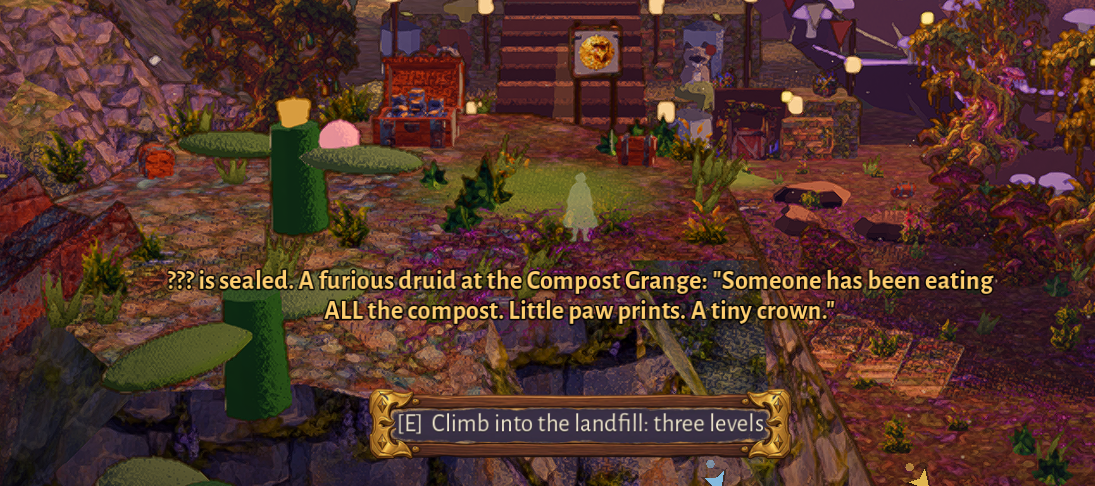 ??? is sealed. A furious druid at the Compost Grange: "Someone has been eating
ALL the compost. Little paw prints. A tiny crown."
[E] Climb into the landfill: three levels